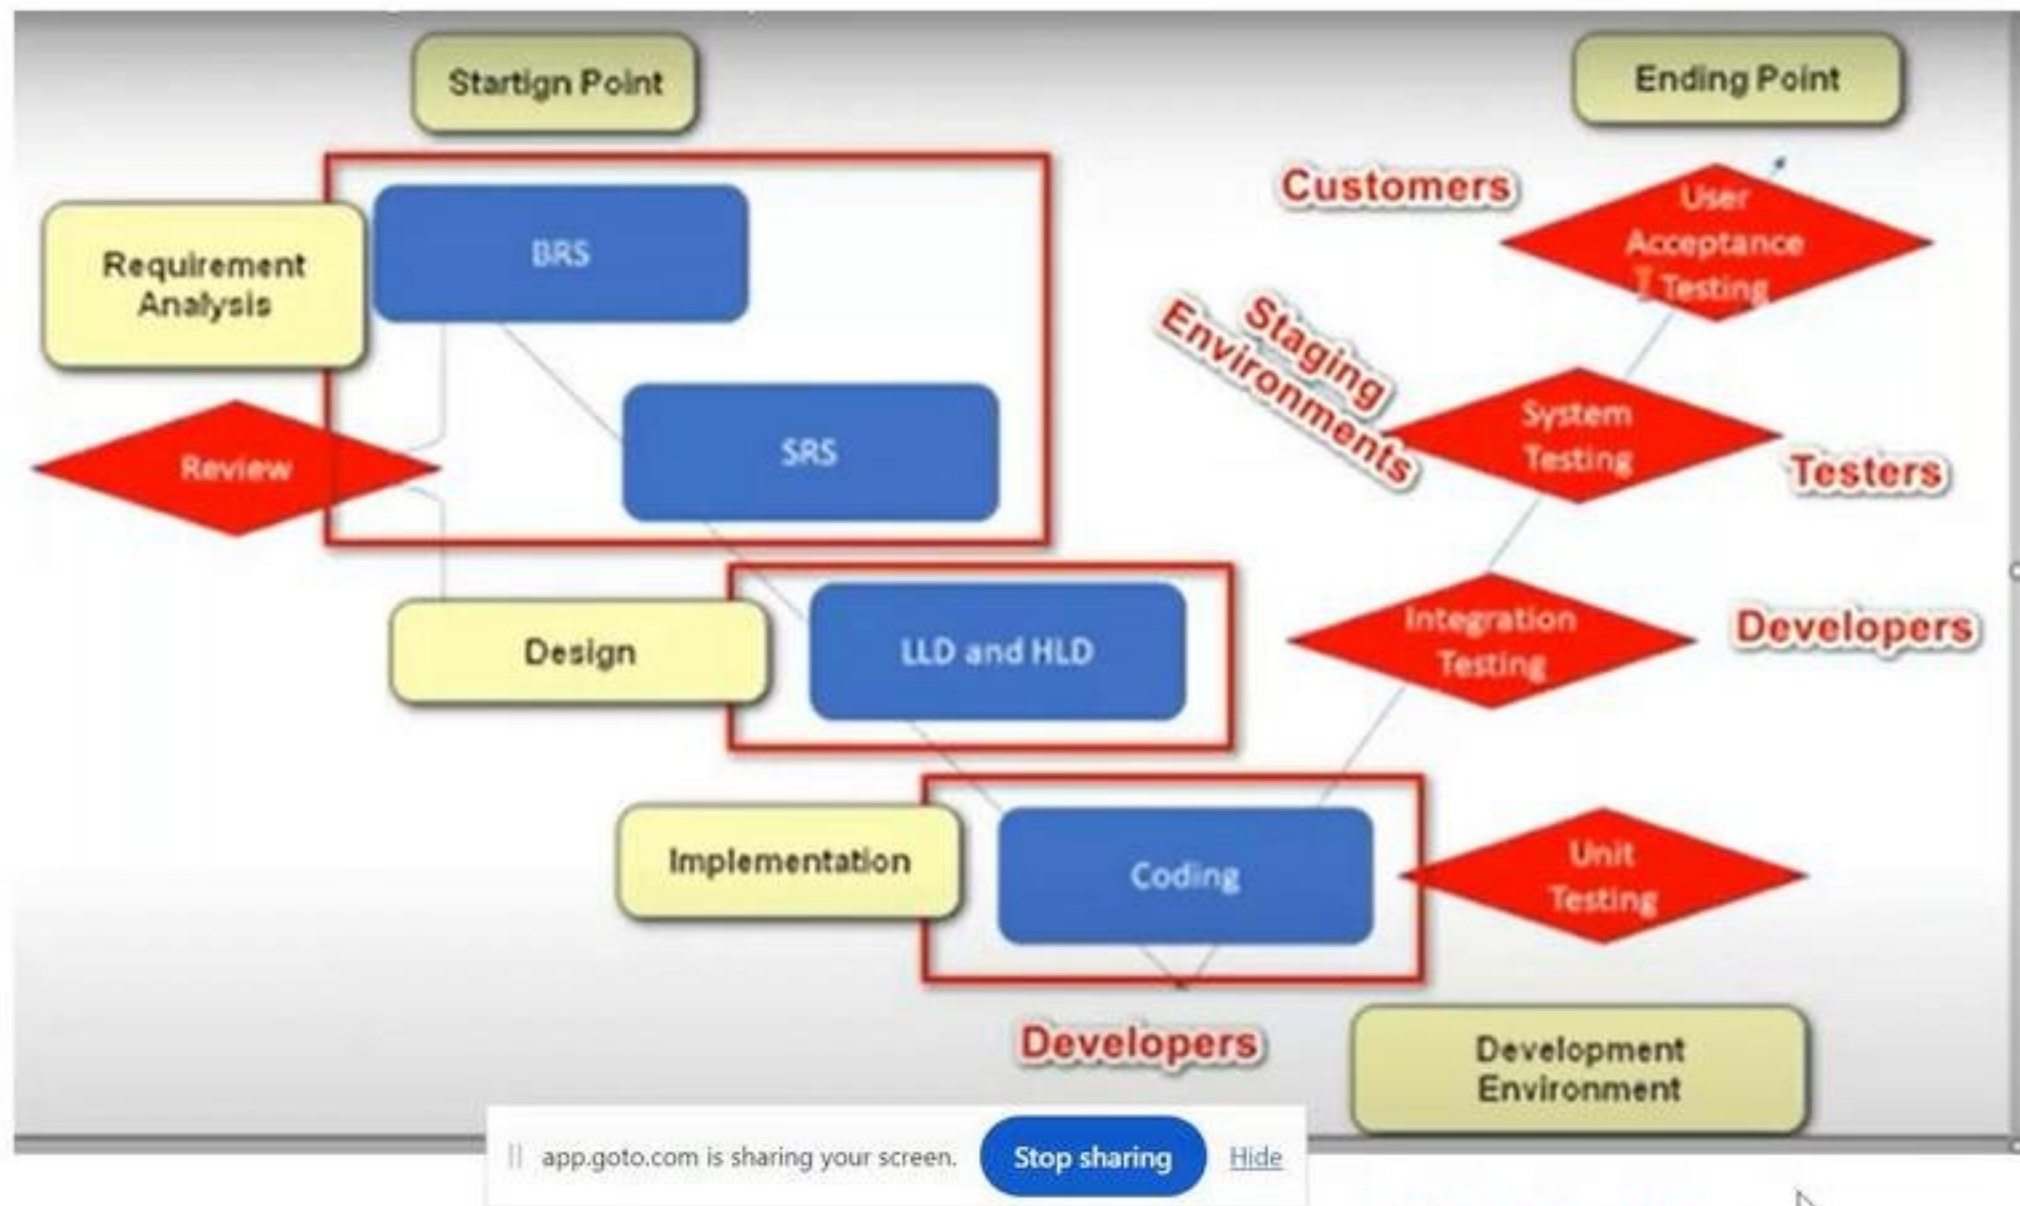 Startign Point
Ending Point
Customers
User
Acceptance
Testing
BRS
Requirement
Analysis
Staging
Environments
System
Testing
Testers
SRS
Review
Integration
Testing
Developers
Design
LLD and HLD
Implementation
Coding
Unit
Testing
Developers
Development
Environment
app.goto.com is sharing your screen.
Stop sharing
Hide